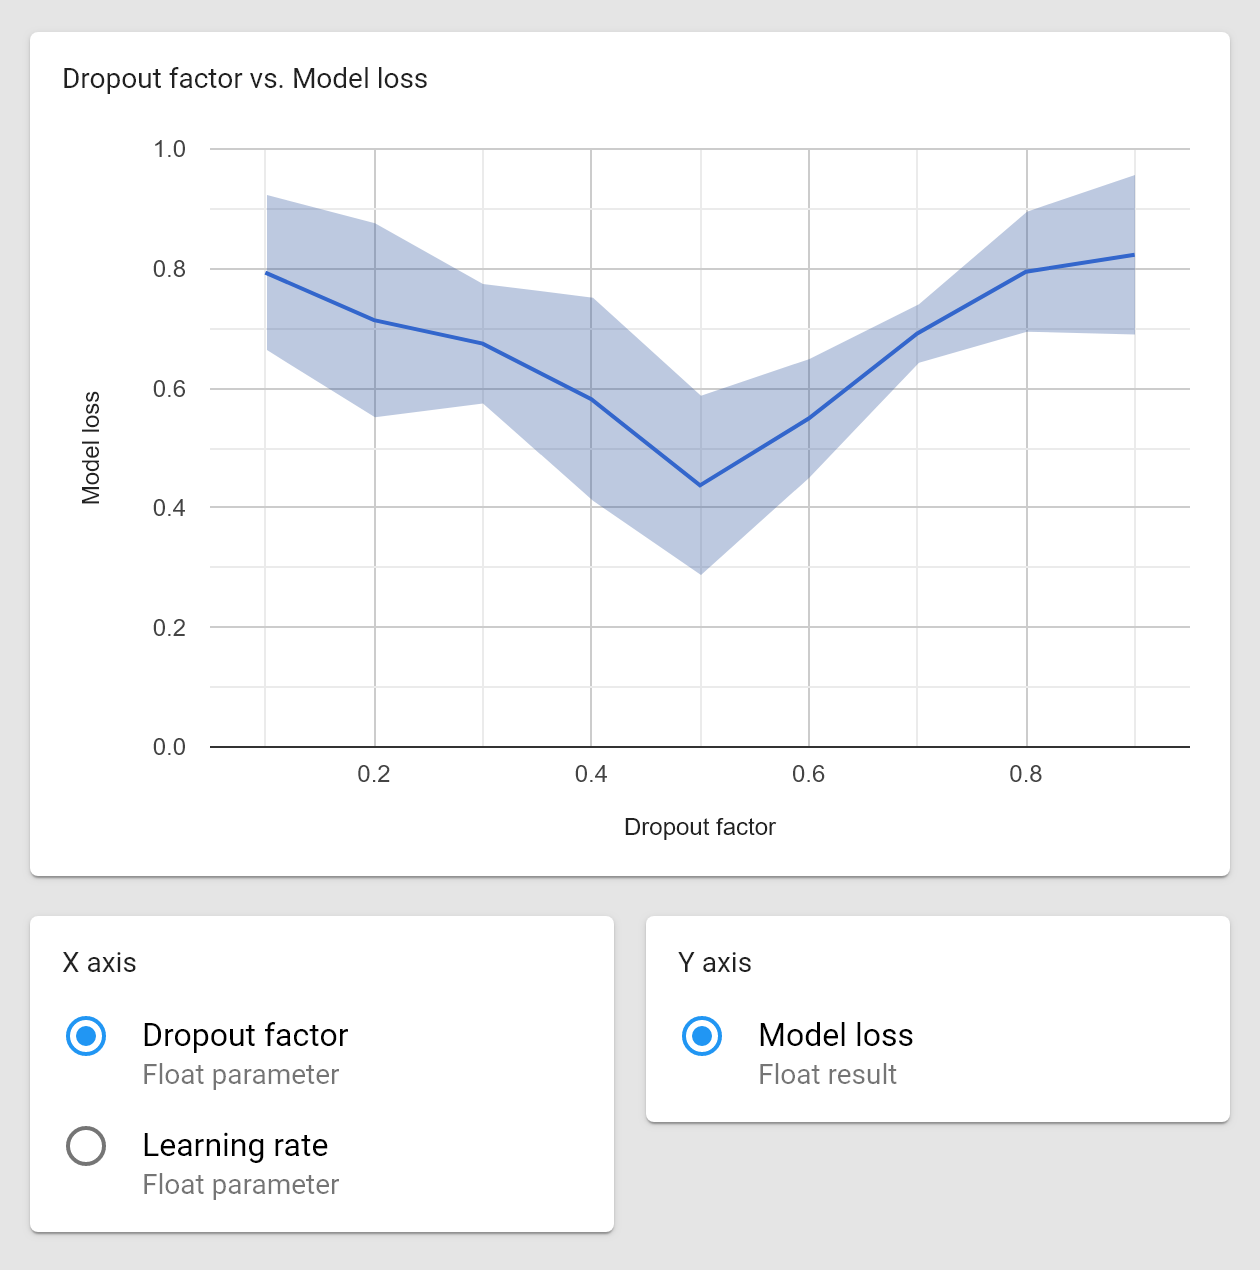 Dropout factor vs. Model loss
1.0
0.8
0.6
0.4
0.2
0.0
Model loss
0.2
0.4
0.6
0.8
Dropout factor
X axis
Dropout factor
Float parameter
Learning rate
Float parameter
Y axis
Model loss
Float result